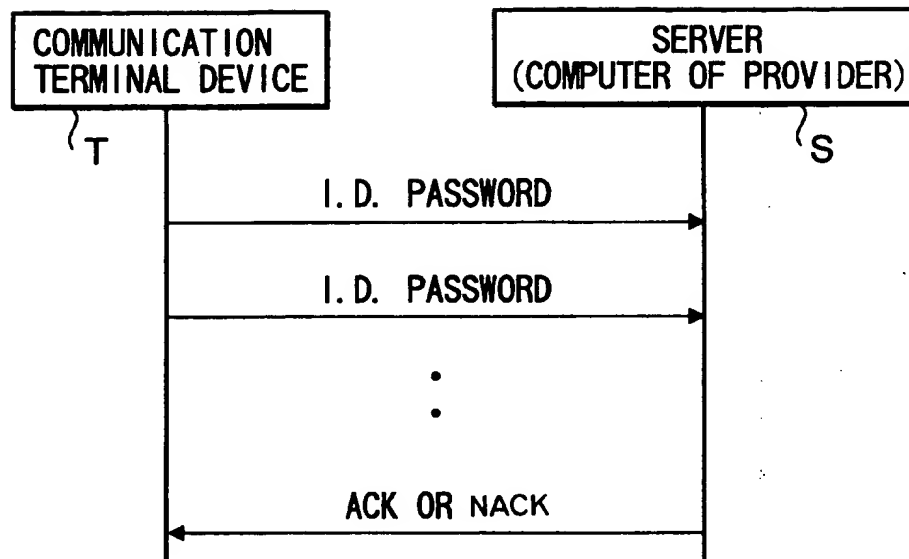 COMMUNICATION
TERMINAL DEVICE
T
SERVER
(COMPUTER OF PROVIDER)
S
I.D. PASSWORD
I.D. PASSWORD
ACK OR NACK